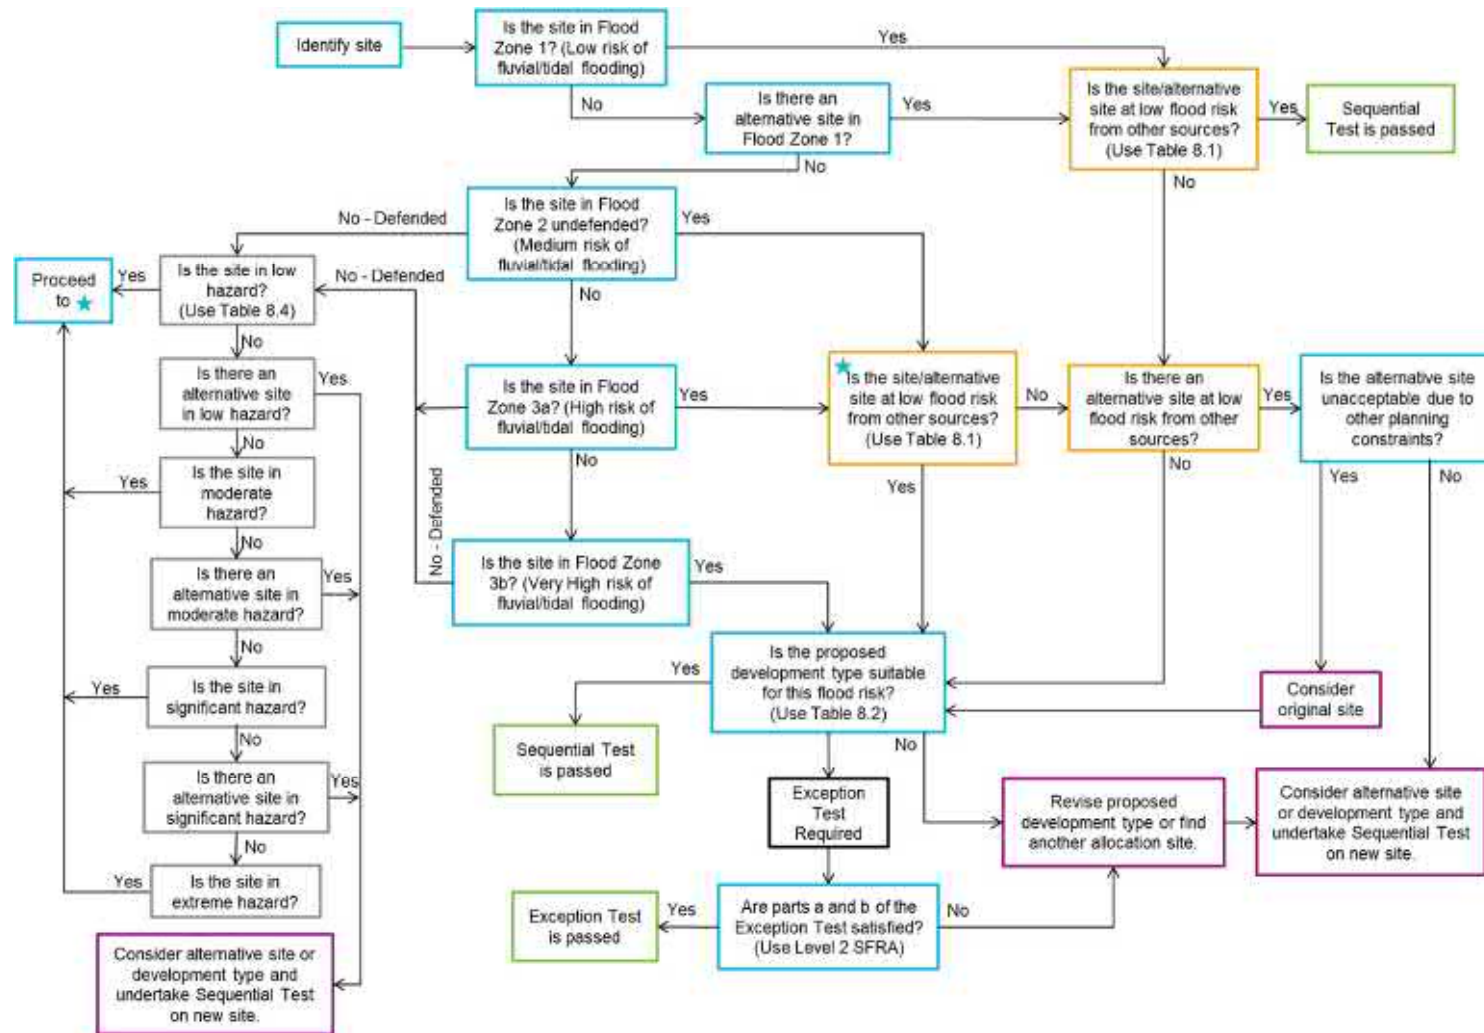 Identify site
Is the site in Flood
Zone 1? (Low risk of
fluvial/tidal flooding)
Yes
No
Is there an
alternative site in
Flood Zone 1?
Yes
No
Is the site/alternative
site at low flood risk
from other sources?
(Use Table 8.1)
Yes
No
Sequential
Test is passed
Is the site in Flood
Zone 2 undefended?
(Medium risk of
fluvial/tidal flooding)
No - Defended
Yes
No
Proceed
to
Yes
Is the site in low
hazard?
(Use Table 8.4)
No
No - Defended
Is there an
alternative site
in low hazard?
Yes
No
Is the site in Flood
Zone 3a? (High risk of
fluvial/tidal flooding)
Yes
No
Is the site/alternative
site at low flood risk
from other sources?
(Use Table 8.1)
No
Yes
Is there an
alternative site at low
flood risk from other
sources?
Yes
No
Is the alternative site
unacceptable due to
other planning
constraints?
Yes
No
Yes
Is the site in
moderate
hazard?
No
No - Defended
Is there an
alternative site in
moderate hazard?
Yes
No
Is the site in Flood Zone
3b? (Very High risk of
fluvial/tidal flooding)
Yes
Yes
Is the site in
significant hazard?
No
Is the proposed
development type suitable
for this flood risk?
(Use Table 8.2)
Yes
No
Consider
original site
Sequential Test
is passed
Is there an
alternative site in
significant hazard?
Yes
No
Exception
Test
Required
Revise proposed
development type or find
another allocation site.
Consider alternative site
or development type and
undertake Sequential Test
on new site.
Yes
Is the site in
extreme hazard?
Exception Test
is passed
Yes
Are parts a and b of the
Exception Test satisfied?
(Use Level 2 SFRA)
No
Consider alternative site or
development type and
undertake Sequential Test
on new site.